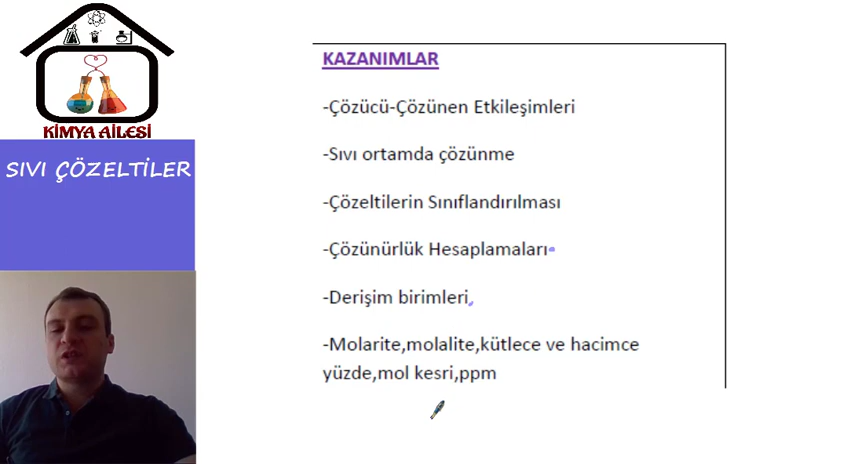 KİMYA AİLESİ
SIVI ÇÖZELTİLER
KAZANIMLAR
-Çözücü-Çözünen Etkileşimleri
-Sıvı ortamda çözünme
-Çözeltilerin Sınıflandırılması
-Çözünürlük Hesaplamaları
-Derişim birimleri
-Molarite,molalite,kütlece ve hacimce
yüzde,mol kesri,ppm